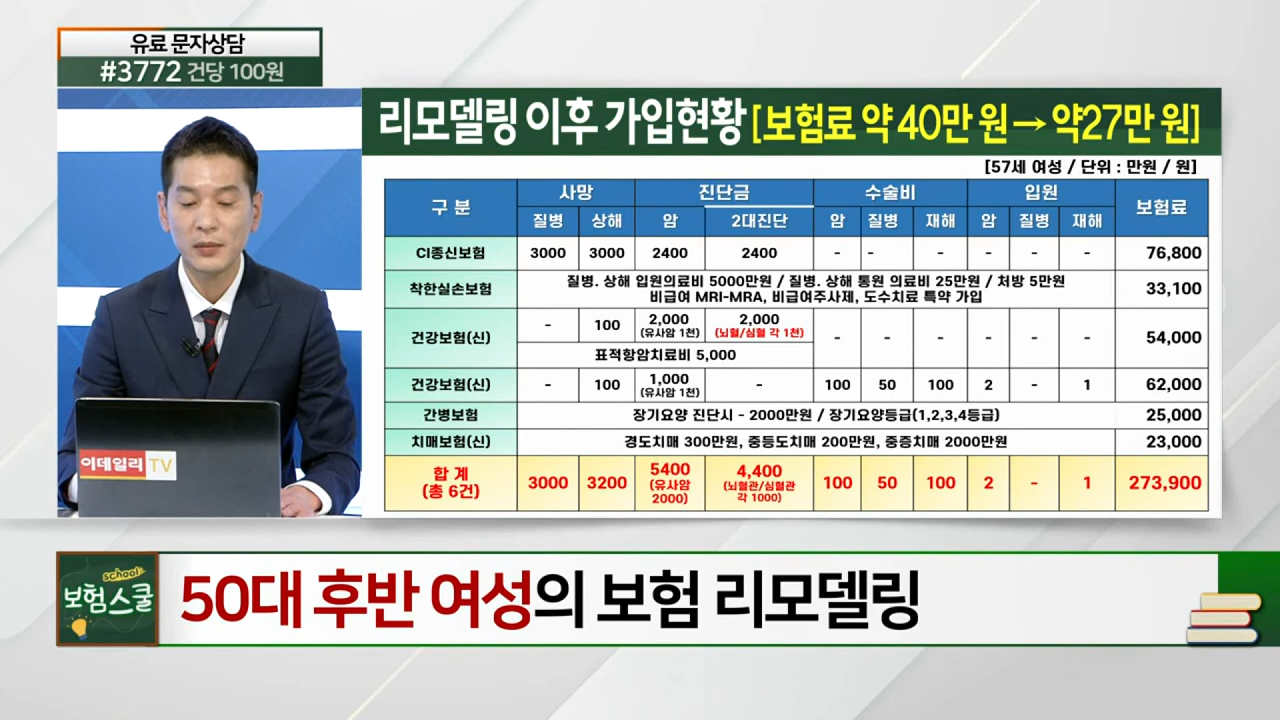 유료 문자상담
#3772 건당 100원
리모델링 이후 가입현황 [보험료 약 40만 원→ 약27만 원]
[57세 여성 / 단위 : 만원 / 원]
구 분 사망 진단금 수술비 입원 보험료
질병 상해 암 2대진단 암 질병 재해 암 질병 재해
CI종신보험 3000 3000 2400 2400 - - - - - - 76,800
착한실손보험 질병. 상해 입원의료비 5000만원 / 질병. 상해 통원 의료비 25만원 / 처방 5만원 33,100
비급여 MRI-MRA, 비급여주사제, 도수치료 특약 가입
건강보험(신) - 100 2,000 2,000 - - - - - - 54,000
(유사암 1천) (뇌혈/심혈 각 1천)
표적항암치료비 5,000
건강보험(신) - 100 1,000 - 100 50 100 2 - 1 62,000
(유사암 1천)
간병보험 장기요양 진단시 - 2000만원 / 장기요양등급(1,2,3,4등급) 25,000
치매보험(신) 경도치매 300만원, 중등도치매 200만원, 중증치매 2000만원 23,000
합 계 3000 3200 5400 4,400 100 50 100 2 - 1 273,900
(총 6건) (유사암 2000) (뇌혈관/심혈관 각 1000)
이데일리 TV
school
보험스쿨
50대 후반 여성의 보험 리모델링